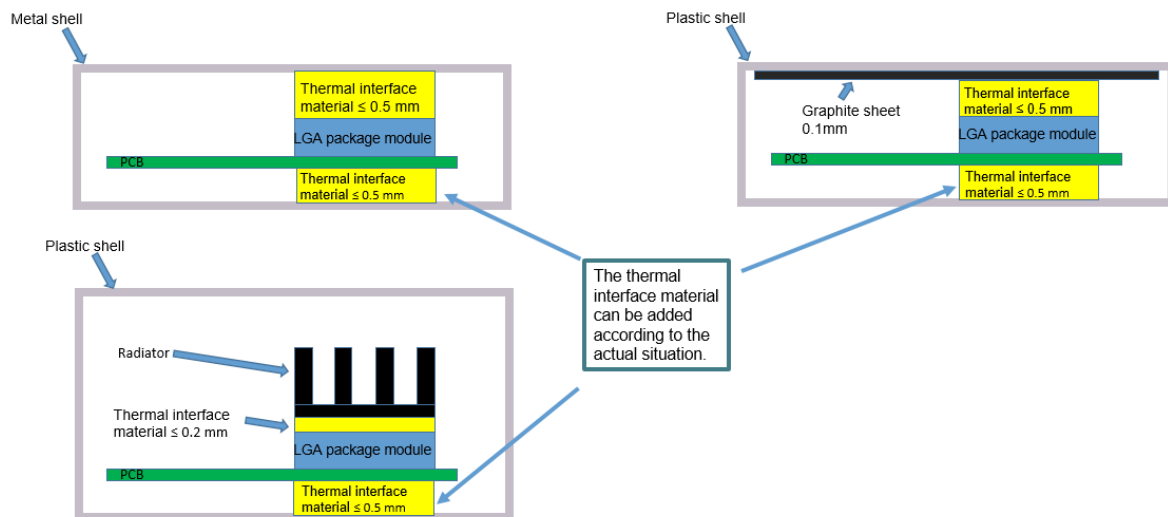 Metal shell
Thermal interface
material ≤ 0.5 mm
LGA package module
PCB
Thermal interface
material ≤ 0.5 mm
Plastic shell
Graphite sheet
0.1mm
Thermal interface
material ≤ 0.5 mm
LGA package module
PCB
Thermal interface
material ≤ 0.5 mm
The thermal
interface material
can be added
according to the
actual situation.
Plastic shell
Radiator
Thermal interface
material ≤ 0.2 mm
LGA package module
PCB
Thermal interface
material ≤ 0.5 mm